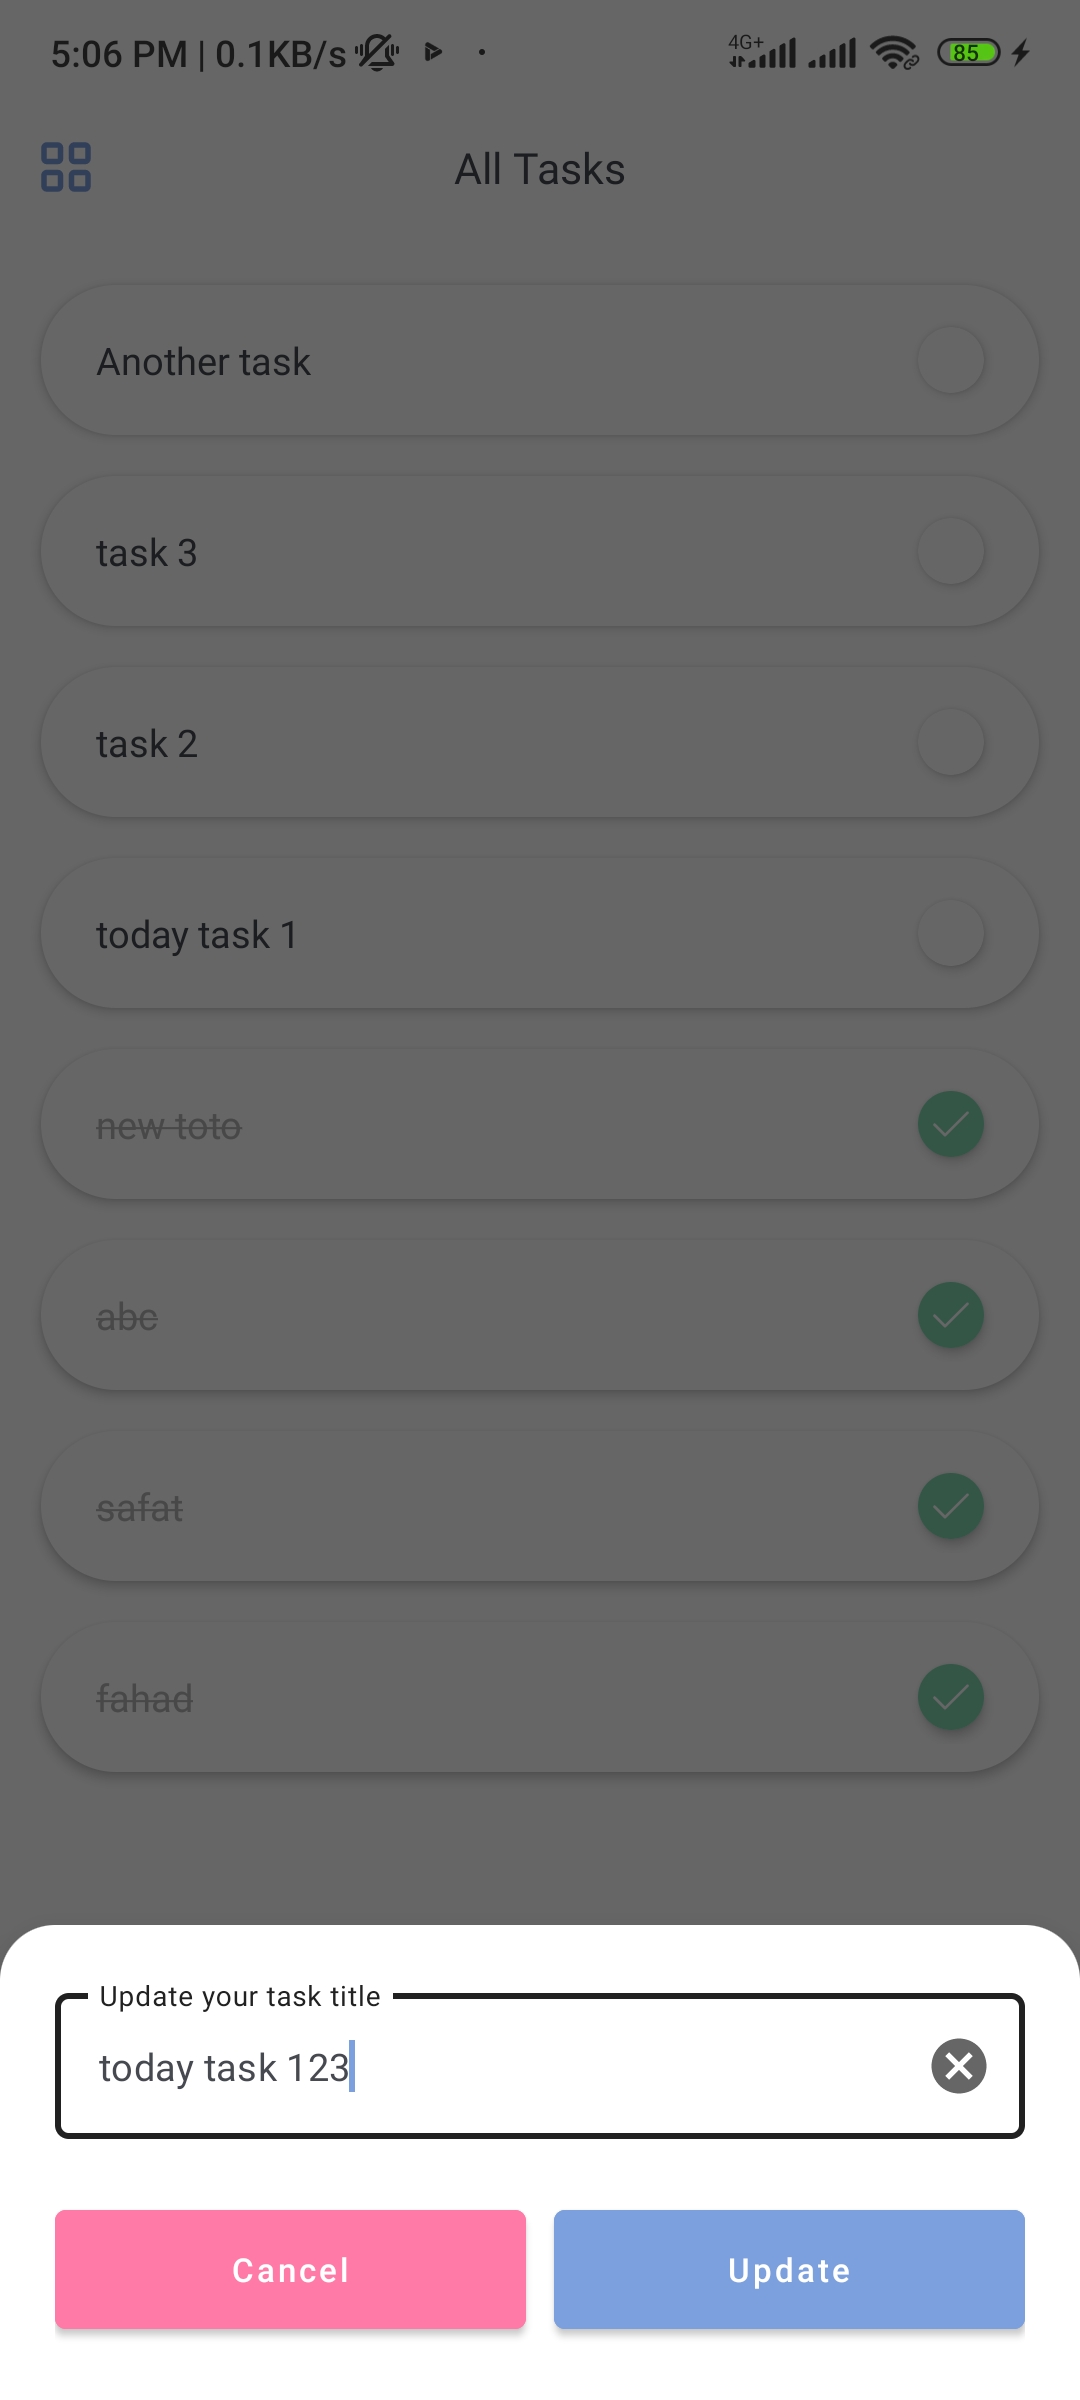 5:06 PM | 0.1KB/s
4G+
85
All Tasks
Another task
task 3
task 2
today task 1
new toto
abc
safat
fahad
Update your task title
today task 123
Cancel
Update